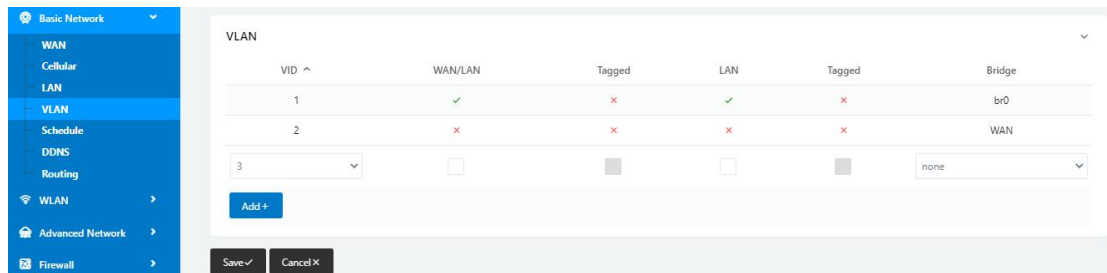 Basic Network
WAN
Cellular
LAN
VLAN
Schedule
DDNS
Routing
WLAN
Advanced Network
Firewall
VLAN
VID WAN/LAN Tagged LAN Tagged Bridge
1 br0
2 WAN
3 none
Add +
Save Cancel